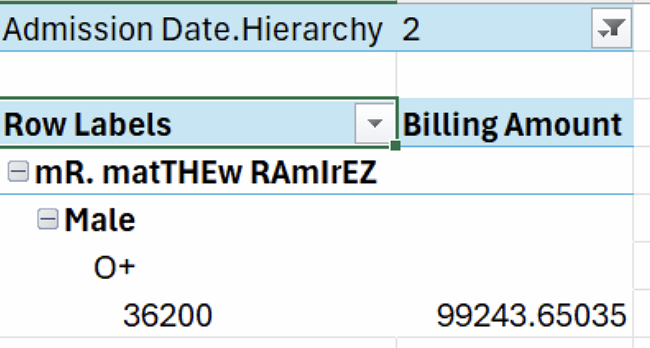 Admission Date.Hierarchy 2
Row Labels Billing Amount
mR. matTHEw RAmIrEZ
Male
O+
36200 99243.65035